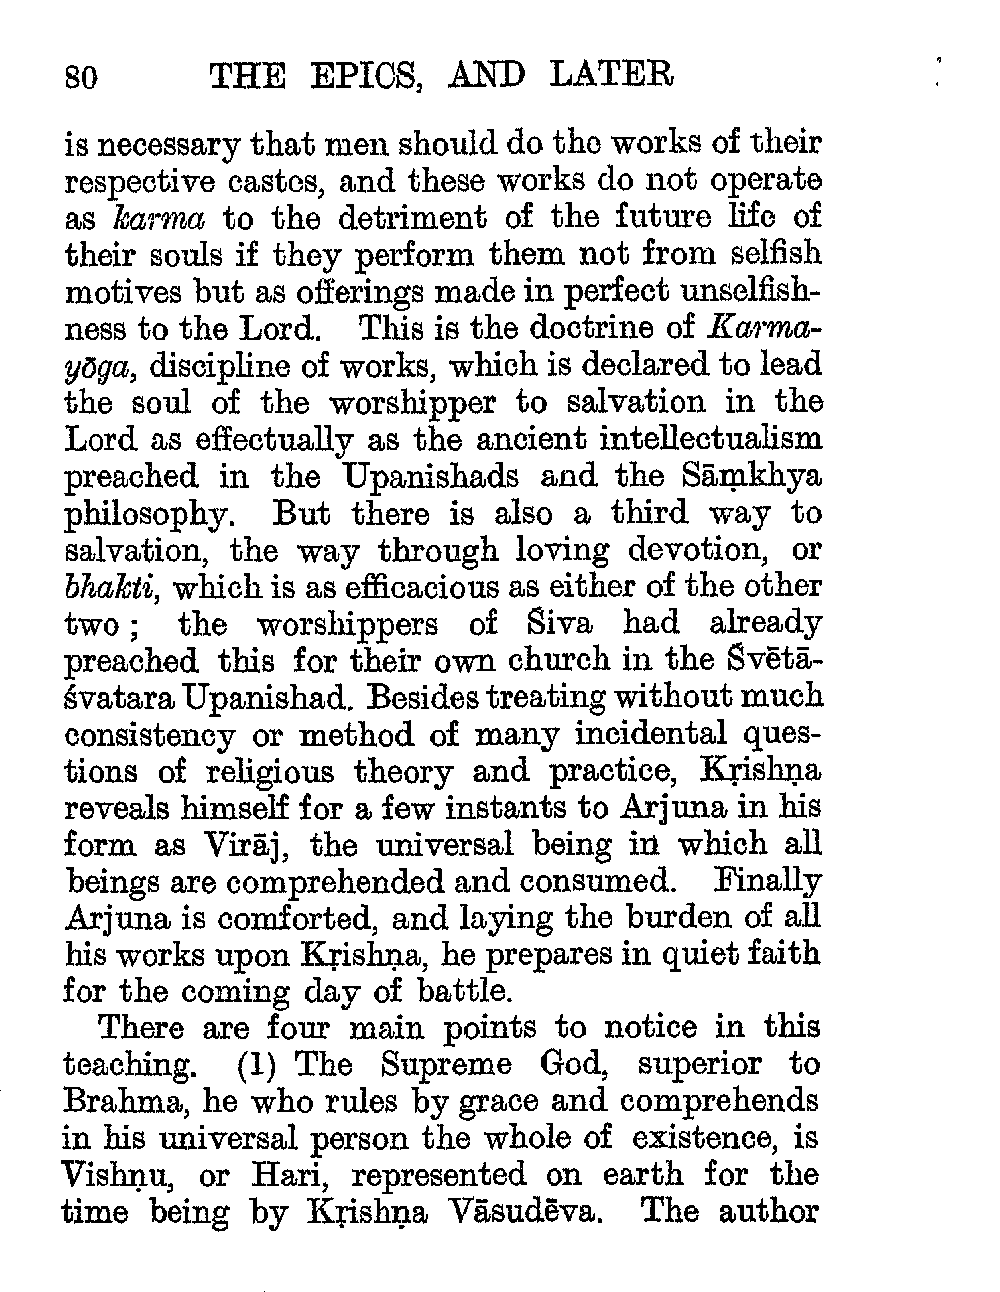 80 THE EPICS, AND LATER
is necessary that men should do the works of their
respective castes, and these works do not operate
as karma to the detriment of the future life of
their souls if they perform them not from selfish
motives but as offerings made in perfect unselfish-
ness to the Lord. This is the doctrine of Karma-
yōga, discipline of works, which is declared to lead
the soul of the worshipper to salvation in the
Lord as effectually as the ancient intellectualism
preached in the Upanishads and the Sāṃkhya
philosophy. But there is also a third way to
salvation, the way through loving devotion, or
bhakti, which is as efficacious as either of the other
two ; the worshippers of Śiva had already
preached this for their own church in the Śvētā-
śvatara Upanishad. Besides treating without much
consistency or method of many incidental ques-
tions of religious theory and practice, Kṛishṇa
reveals himself for a few instants to Arjuna in his
form as Virāj, the universal being in which all
beings are comprehended and consumed. Finally
Arjuna is comforted, and laying the burden of all
his works upon Kṛishṇa, he prepares in quiet faith
for the coming day of battle.
There are four main points to notice in this
teaching. (1) The Supreme God, superior to
Brahma, he who rules by grace and comprehends
in his universal person the whole of existence, is
Vishṇu, or Hari, represented on earth for the
time being by Kṛishṇa Vāsudēva. The author